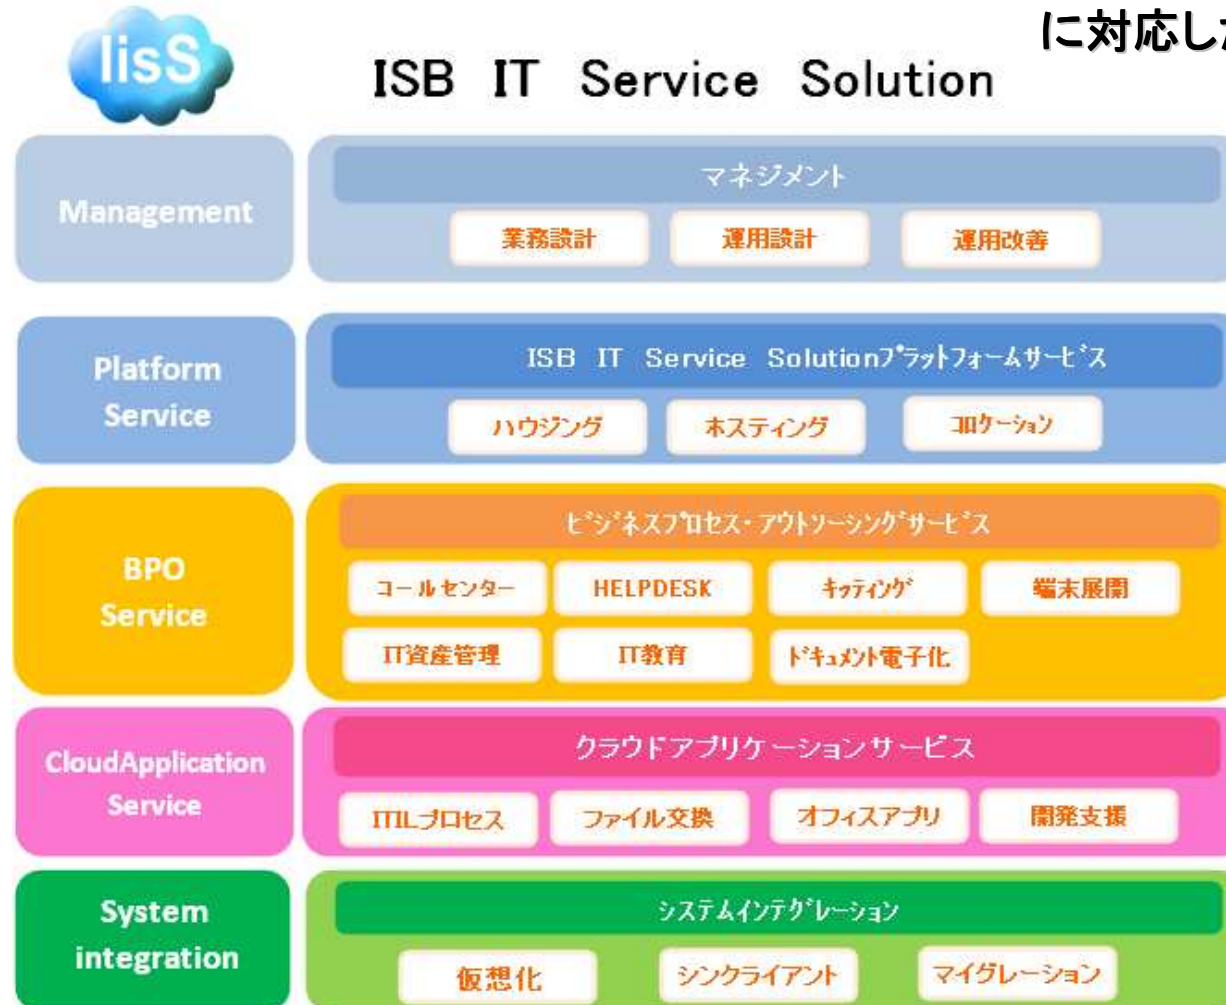 に対応した
IisS
ISB IT Service Solution
Management
マネジメント
業務設計 運用設計 運用改善
Platform
Service
ISB IT Service Solutionﾌﾟﾗｯﾄﾌｫｰﾑｻｰﾋﾞｽ
ハウジング ホスティング ｺﾛｹｰｼｮﾝ
BPO
Service
ﾋﾞｼﾞﾈｽﾌﾟﾛｾｽ・ｱｳﾄｿｰｼﾝｸﾞｻｰﾋﾞｽ
コールセンター HELPDESK ｷｯﾃｨﾝｸﾞ 端末展開
IT資産管理 IT教育 ﾄﾞｷｭﾒﾝﾄ電子化
CloudApplication
Service
クラウドアプリケーションサービス
ITILプロセス ファイル交換 オフィスアプリ 開発支援
System
integration
ｼｽﾃﾑｲﾝﾃｸﾞﾚｰｼｮﾝ
仮想化 シンクライアント マイグレーション